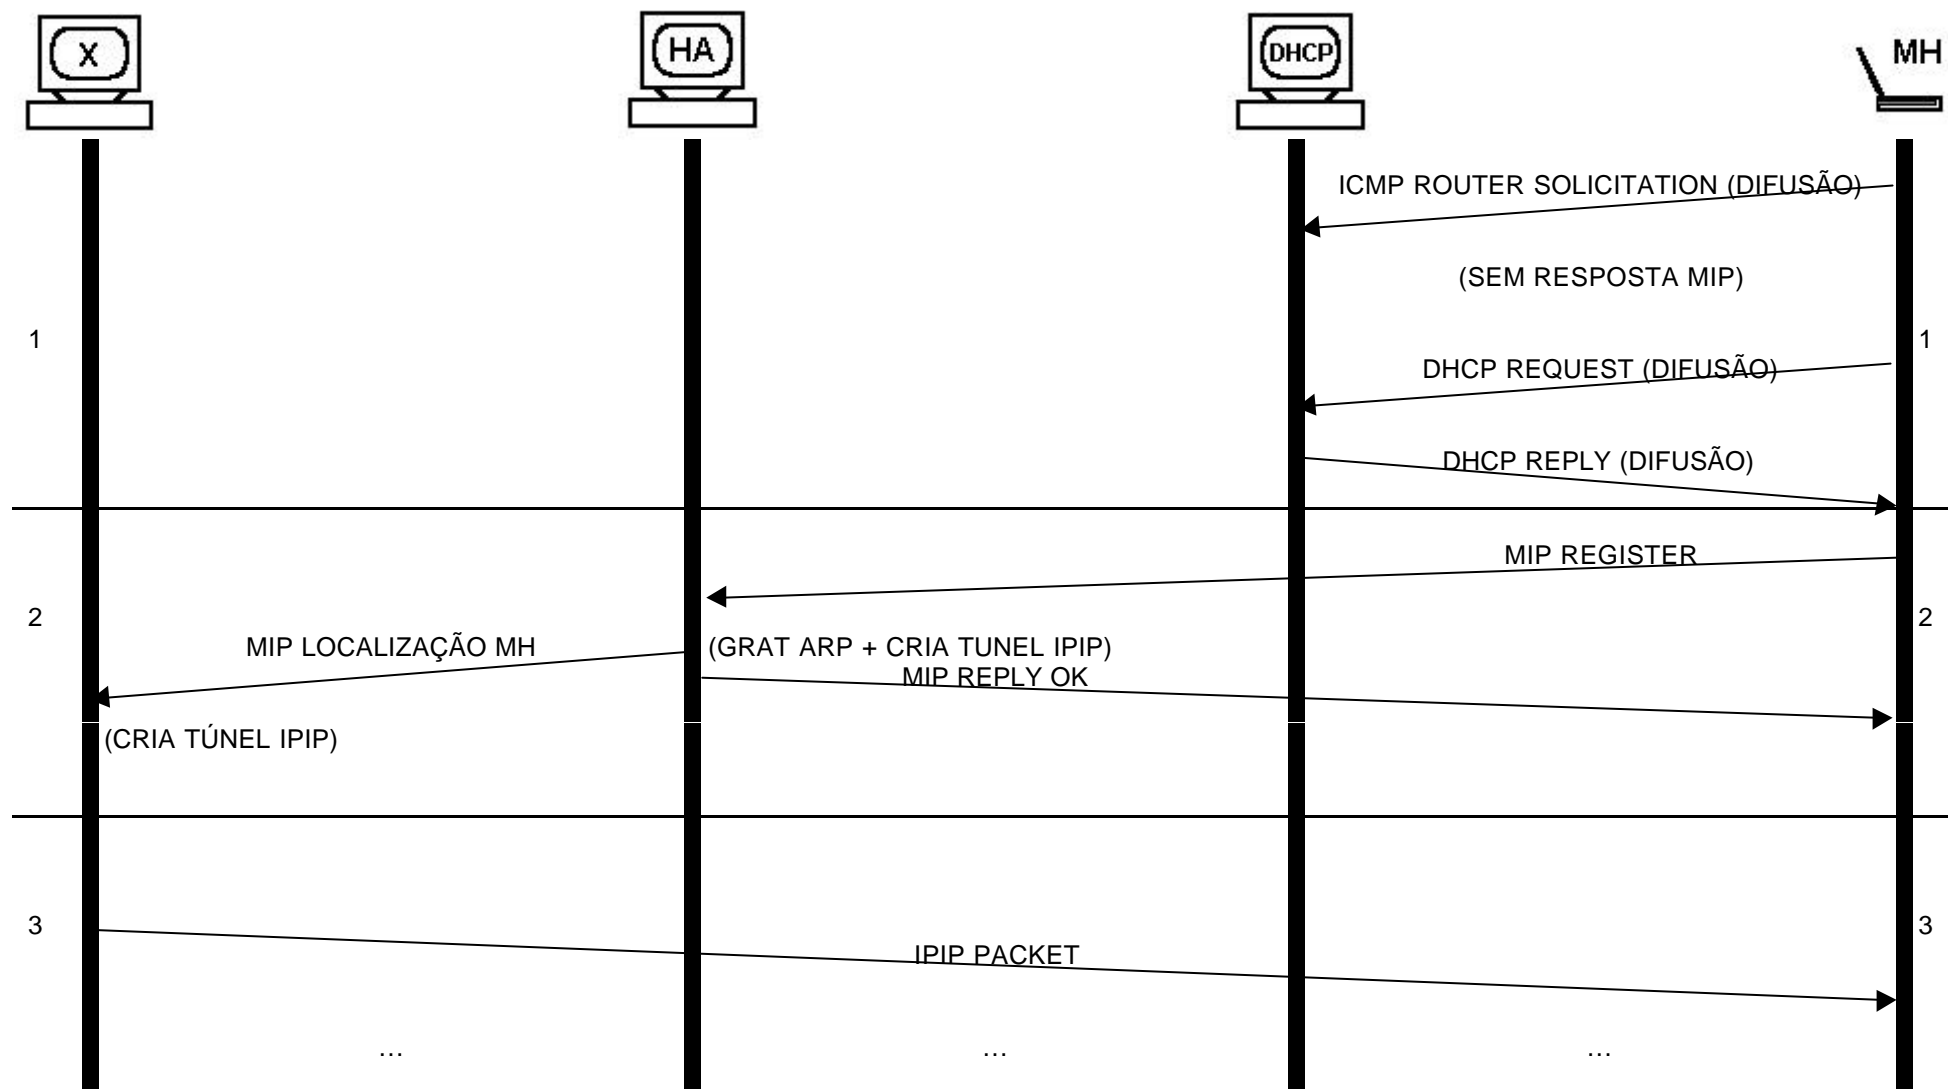 X
HA
DHCP
MH
ICMP ROUTER SOLICITATION (DIFUSÃO)
(SEM RESPOSTA MIP)
1
1
DHCP REQUEST (DIFUSÃO)
DHCP REPLY (DIFUSÃO)
MIP REGISTER
2
2
MIP LOCALIZAÇÃO MH
(GRAT ARP + CRIA TUNEL IPIP)
MIP REPLY OK
(CRIA TÚNEL IPIP)
3
3
IPIP PACKET
...
...
...